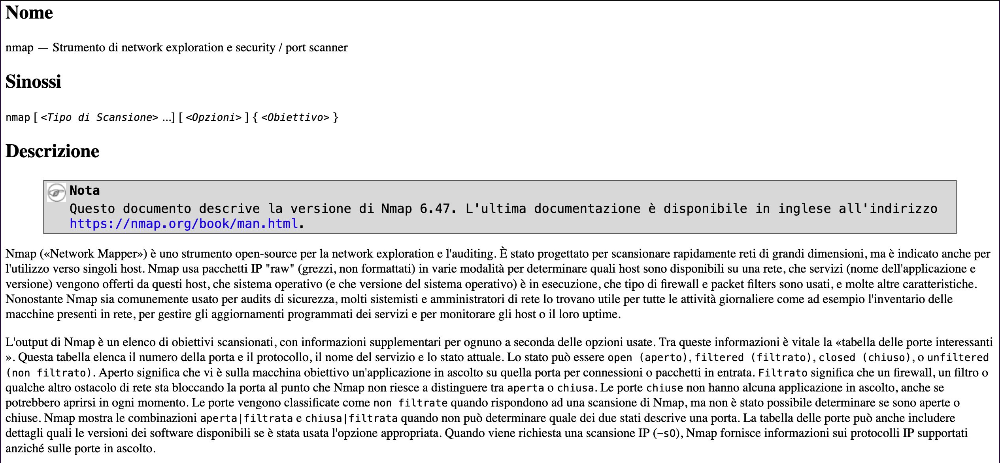 Nome
nmap — Strumento di network exploration e security / port scanner
Sinossi
nmap [ <Tipo di Scansione> ...] [ <Opzioni> ] { <Obiettivo> }
Descrizione
Nota
Questo documento descrive la versione di Nmap 6.47. L'ultima documentazione è disponibile in inglese all'indirizzo
https://nmap.org/book/man.html.
Nmap («Network Mapper») è uno strumento open-source per la network exploration e l'auditing. È stato progettato per scansionare rapidamente reti di grandi dimensioni, ma è indicato anche per
l'utilizzo verso singoli host. Nmap usa pacchetti IP "raw" (grezzi, non formattati) in varie modalità per determinare quali host sono disponibili su una rete, che servizi (nome dell'applicazione e
versione) vengono offerti da questi host, che sistema operativo (e che versione del sistema operativo) è in esecuzione, che tipo di firewall e packet filters sono usati, e molte altre caratteristiche.
Nonostante Nmap sia comunemente usato per audits di sicurezza, molti sistemisti e amministratori di rete lo trovano utile per tutte le attività giornaliere come ad esempio l'inventario delle
macchine presenti in rete, per gestire gli aggiornamenti programmati dei servizi e per monitorare gli host o il loro uptime.
L'output di Nmap è un elenco di obiettivi scansionati, con informazioni supplementari per ognuno a seconda delle opzioni usate. Tra queste informazioni è vitale la «tabella delle porte interessanti
». Questa tabella elenca il numero della porta e il protocollo, il nome del servizio e lo stato attuale. Lo stato può essere open (aperto), filtered (filtrato), closed (chiuso), o unfiltered
(non filtrato). Aperto significa che vi è sulla macchina obiettivo un'applicazione in ascolto su quella porta per connessioni o pacchetti in entrata. Filtrato significa che un firewall, un filtro o
qualche altro ostacolo di rete sta bloccando la porta al punto che Nmap non riesce a distinguere tra aperta o chiusa. Le porte chiuse non hanno alcuna applicazione in ascolto, anche se
potrebbero aprirsi in ogni momento. Le porte vengono classificate come non filtrate quando rispondono ad una scansione di Nmap, ma non è stato possibile determinare se sono aperte o
chiuse. Nmap mostra le combinazioni aperta|filtrata e chiusa|filtrata quando non può determinare quale dei due stati descrive una porta. La tabella delle porte può anche includere
dettagli quali le versioni dei software disponibili se è stata usata l'opzione appropriata. Quando viene richiesta una scansione IP (-sO), Nmap fornisce informazioni sui protocolli IP supportati
anziché sulle porte in ascolto.